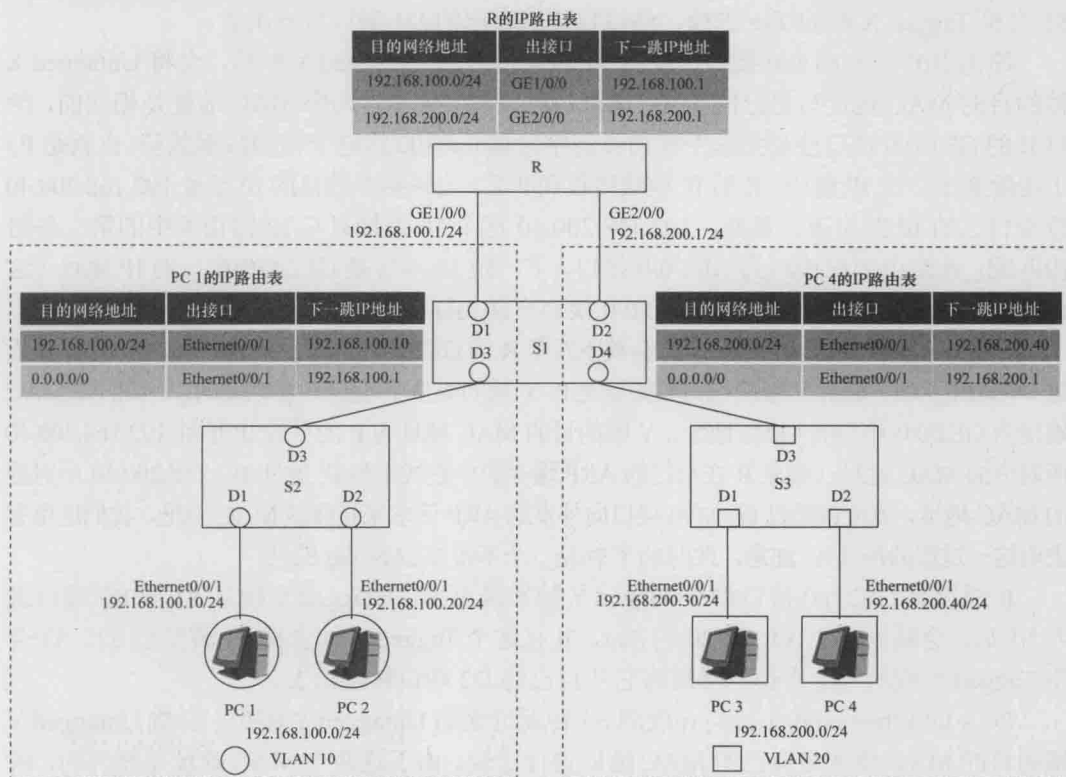 R的IP路由表
目的网络地址 出接口 下一跳IP地址
192.168.100.0/24 GE1/0/0 192.168.100.1
192.168.200.0/24 GE2/0/0 192.168.200.1
R
GE1/0/0
192.168.100.1/24
GE2/0/0
192.168.200.1/24
PC 1的IP路由表
目的网络地址 出接口 下一跳IP地址
192.168.100.0/24 Ethernet0/0/1 192.168.100.10
0.0.0.0/0 Ethernet0/0/1 192.168.100.1
PC 4的IP路由表
目的网络地址 出接口 下一跳IP地址
192.168.200.0/24 Ethernet0/0/1 192.168.200.40
0.0.0.0/0 Ethernet0/0/1 192.168.200.1
D1 D2
S1
D3 D4
D3
S2
D1 D2
D3
S3
D1 D2
Ethernet0/0/1
192.168.100.10/24
Ethernet0/0/1
192.168.100.20/24
Ethernet0/0/1
192.168.200.30/24
Ethernet0/0/1
192.168.200.40/24
PC 1 PC 2 PC 3 PC 4
192.168.100.0/24 192.168.200.0/24
VLAN 10 VLAN 20